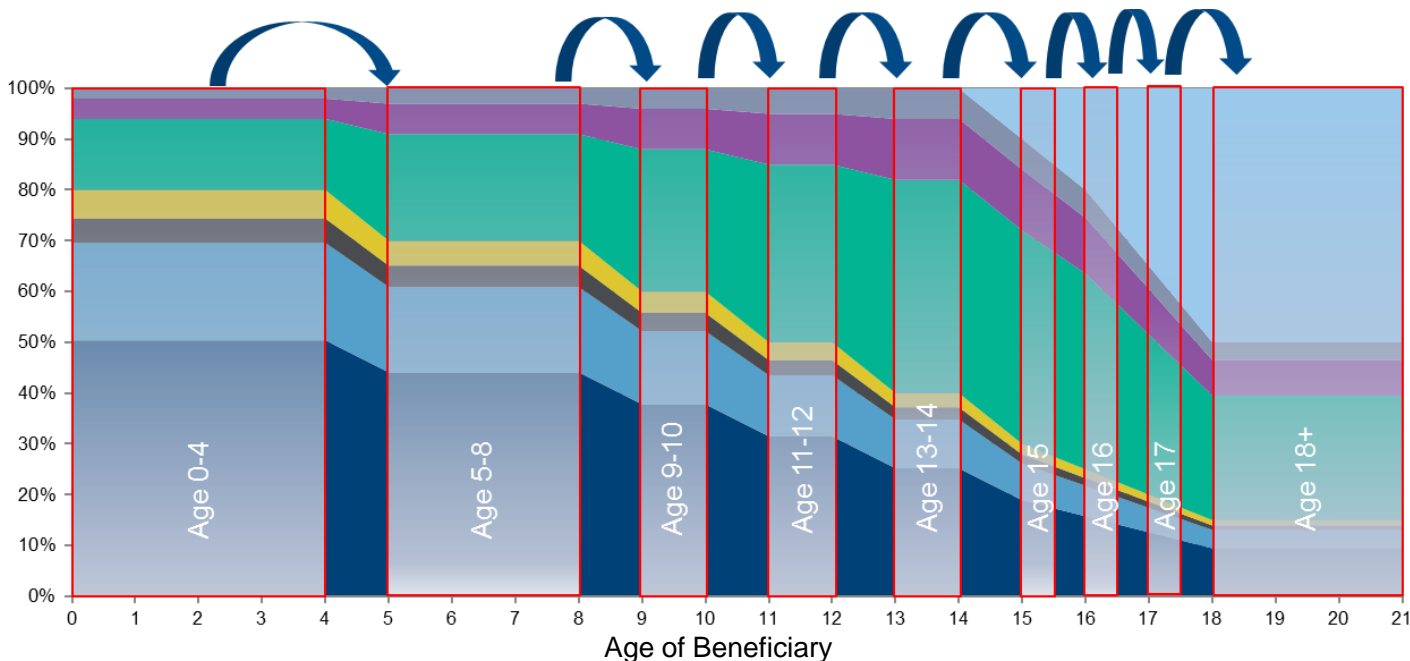 100%
90%
80%
70%
60%
50%
40%
30%
20%
10%
0%
Age 0-4
Age 5-8
Age 9-10
Age 11-12
Age 13-14
Age 15
Age 16
Age 17
Age 18+
0 1 2 3 4 5 6 7 8 9 10 11 12 13 14 15 16 17 18 19 20 21
Age of Beneficiary